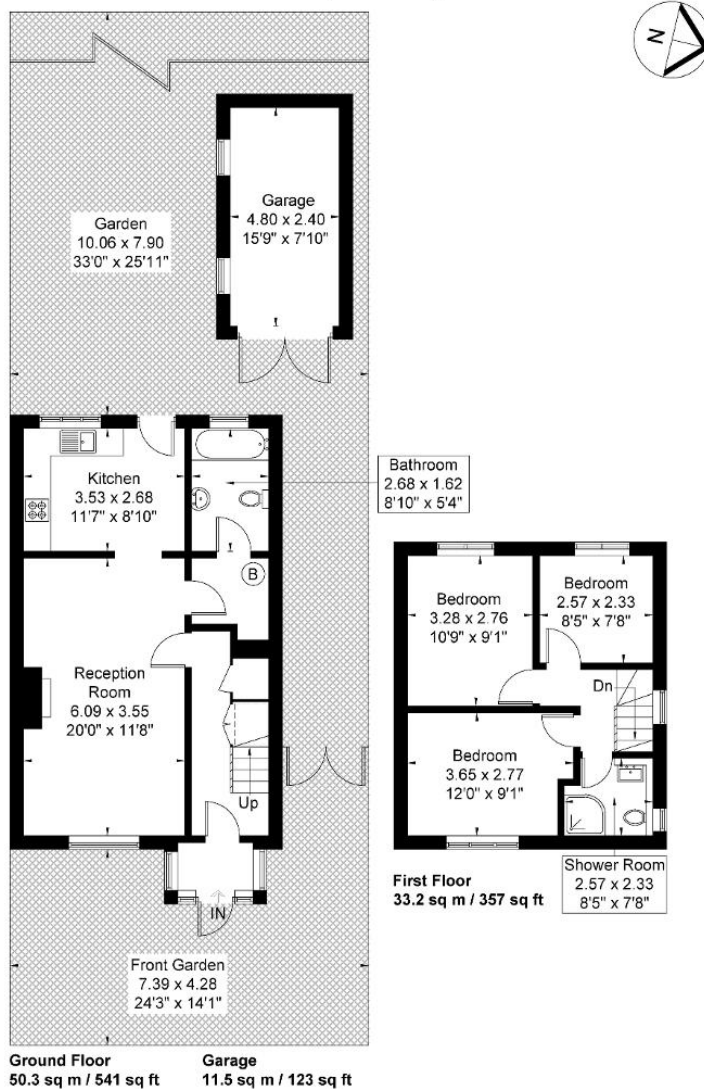 N
Garage
4.80 x 2.40
15'9" x 7'10"
Garden
10.06 x 7.90
33'0" x 25'11"
Kitchen
3.53 x 2.68
11'7" x 8'10"
Bathroom
2.68 x 1.62
8'10" x 5'4"
B
Reception
Room
6.09 x 3.55
20'0" x 11'8"
Up
IN
Front Garden
7.39 x 4.28
24'3" x 14'1"
Bedroom
3.28 x 2.76
10'9" x 9'1"
Bedroom
2.57 x 2.33
8'5" x 7'8"
Dn
Bedroom
3.65 x 2.77
12'0" x 9'1"
Shower Room
2.57 x 2.33
8'5" x 7'8"
First Floor
33.2 sq m / 357 sq ft
Ground Floor
50.3 sq m / 541 sq ft
Garage
11.5 sq m / 123 sq ft